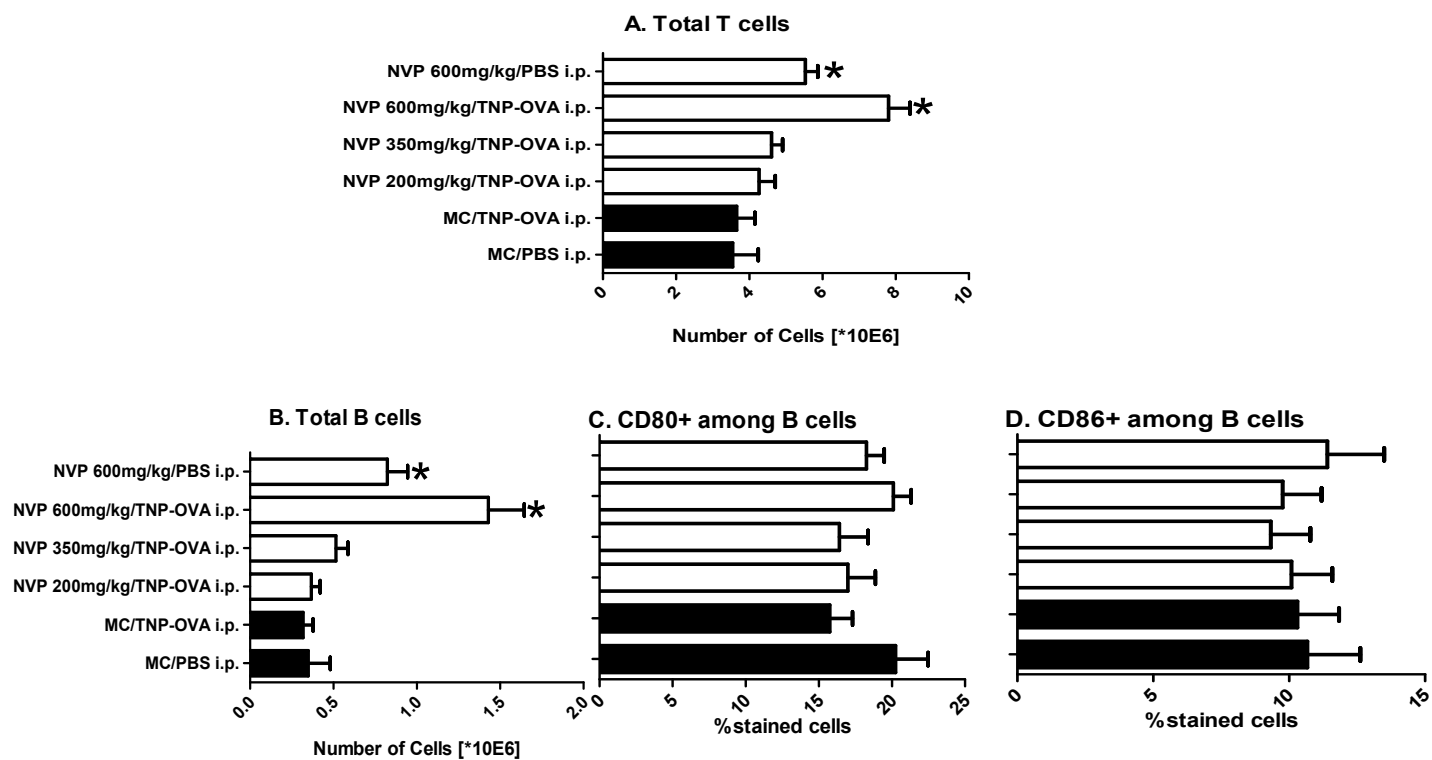 A. Total T cells
NVP 600mg/kg/PBS i.p.
*
NVP 600mg/kg/TNP-OVA i.p.
*
NVP 350mg/kg/TNP-OVA i.p.
NVP 200mg/kg/TNP-OVA i.p.
MC/TNP-OVA i.p.
MC/PBS i.p.
0 2 4 6 8 10
Number of Cells [*10E6]
B. Total B cells
NVP 600mg/kg/PBS i.p.
*
NVP 600mg/kg/TNP-OVA i.p.
*
NVP 350mg/kg/TNP-OVA i.p.
NVP 200mg/kg/TNP-OVA i.p.
MC/TNP-OVA i.p.
MC/PBS i.p.
0.0 0.5 1.0 1.5 2.0
Number of Cells [*10E6]
C. CD80+ among B cells
0 5 10 15 20 25
%stained cells
D. CD86+ among B cells
0 5 10 15
%stained cells